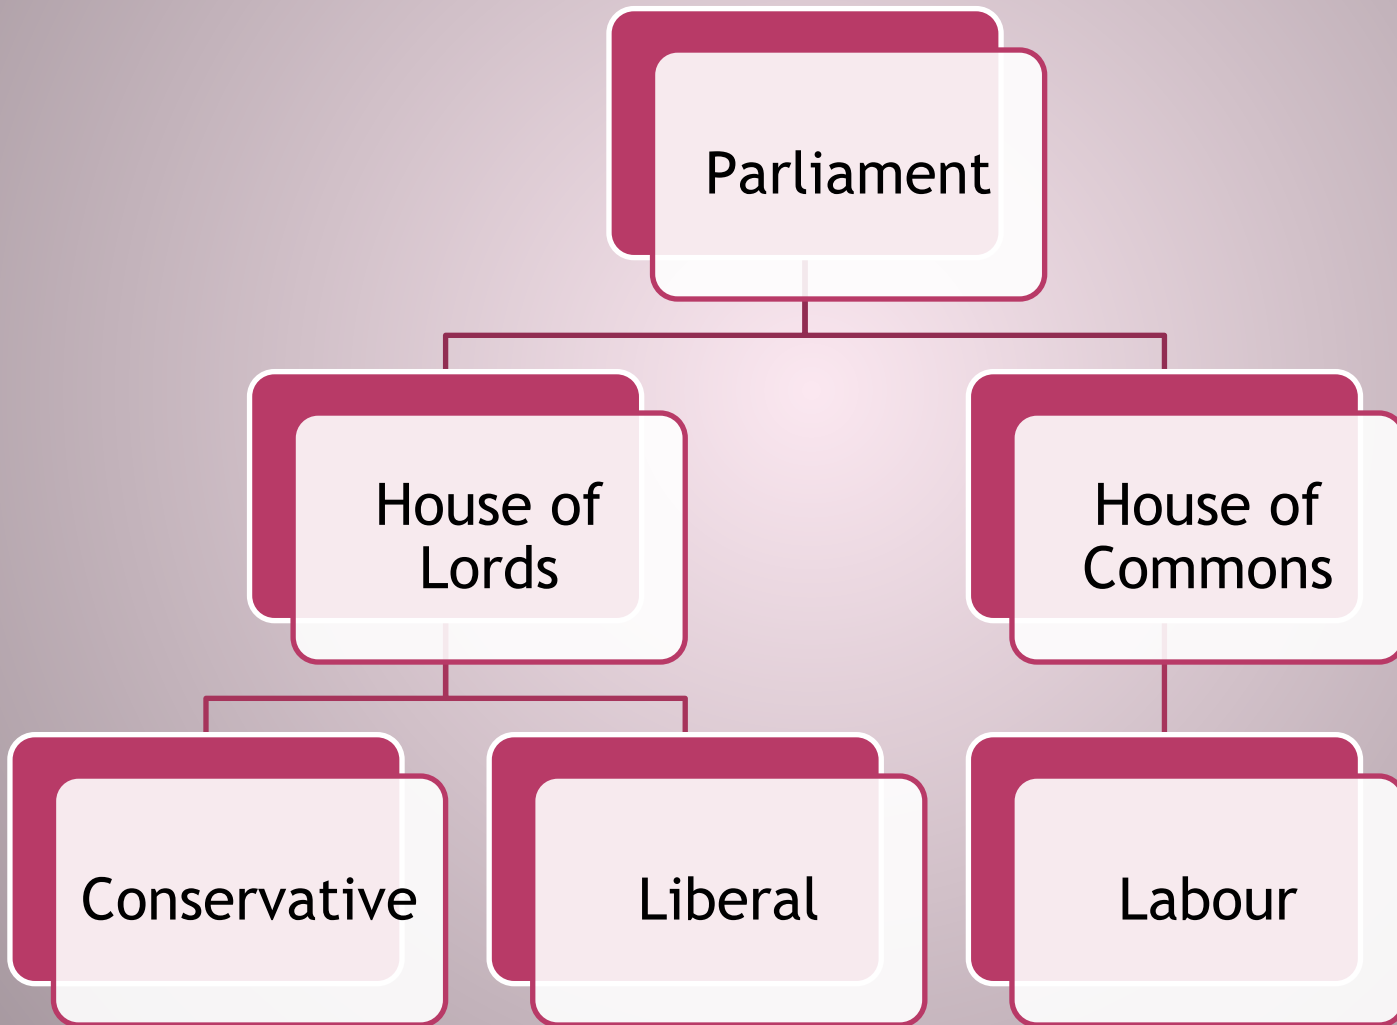 Parliament
House of
Lords
House of
Commons
Conservative
Liberal
Labour